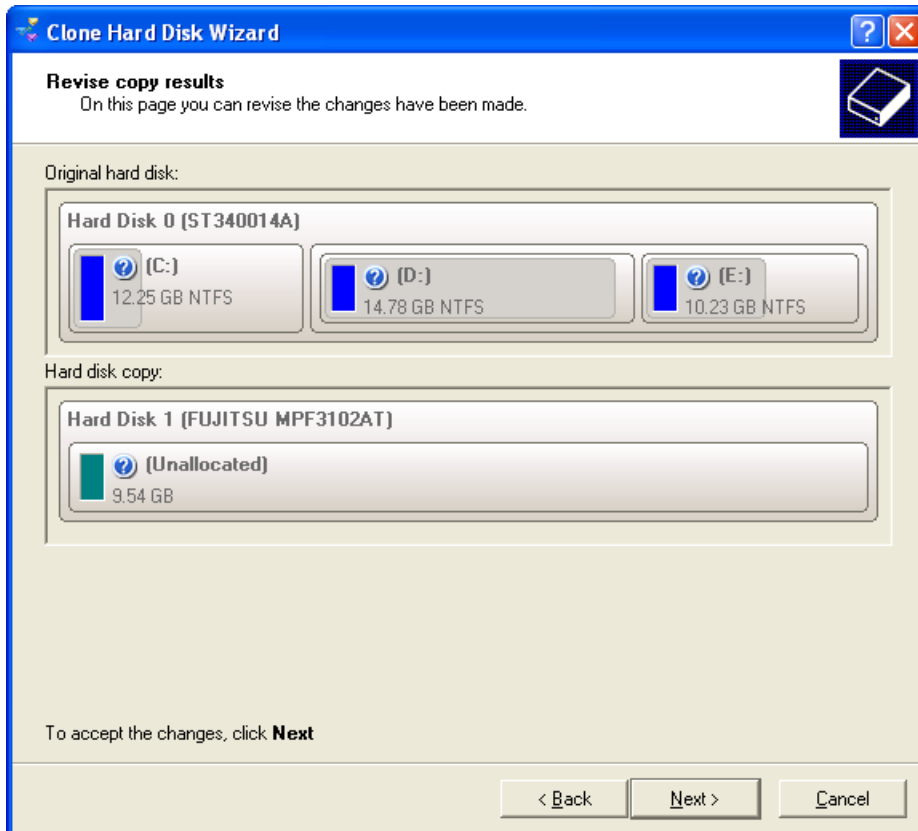 Clone Hard Disk Wizard
Revise copy results
On this page you can revise the changes have been made.
Original hard disk:
Hard Disk 0 (ST340014A)
(C:)
12.25 GB NTFS
(D:)
14.78 GB NTFS
(E:)
10.23 GB NTFS
Hard disk copy:
Hard Disk 1 (FUJITSU MPF3102AT)
(Unallocated)
9.54 GB
To accept the changes, click Next
< Back
Next >
Cancel